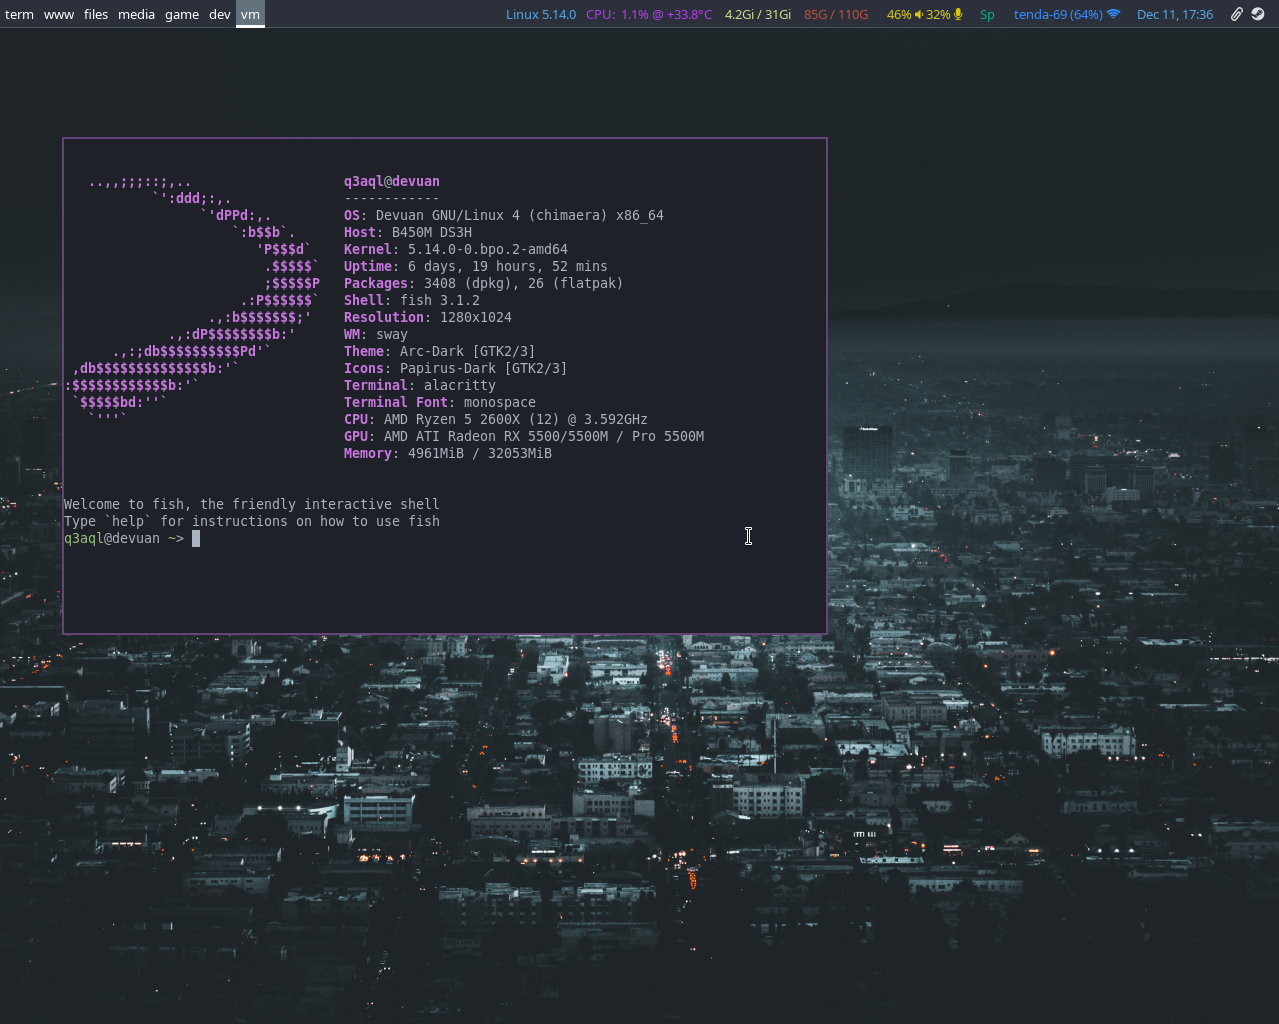 term www files media game dev vm Linux 5.14.0 CPU: 1.1% @ +33.8°C 4.2Gi / 31Gi 85G / 110G 46% 32% Sp tenda-69 (64%) Dec 11, 17:36
..,,;;;::;,.. q3aql@devuan
`':ddd;:,. ------------
`'dPPd:,. OS: Devuan GNU/Linux 4 (chimaera) x86_64
`:b$$b`. Host: B450M DS3H
'P$$$d` Kernel: 5.14.0-0.bpo.2-amd64
.$$$$$` Uptime: 6 days, 19 hours, 52 mins
;$$$$$P Packages: 3408 (dpkg), 26 (flatpak)
.:P$$$$$$` Shell: fish 3.1.2
.,:b$$$$$$$;' Resolution: 1280x1024
.,:dP$$$$$$$$b:' WM: sway
.,:;db$$$$$$$$$$Pd'` Theme: Arc-Dark [GTK2/3]
,db$$$$$$$$$$$$$$b:'` Icons: Papirus-Dark [GTK2/3]
:$$$$$$$$$$$$b:'` Terminal: alacritty
`$$$$$bd:''` Terminal Font: monospace
`'''` CPU: AMD Ryzen 5 2600X (12) @ 3.592GHz
GPU: AMD ATI Radeon RX 5500/5500M / Pro 5500M
Memory: 4961MiB / 32053MiB
Welcome to fish, the friendly interactive shell
Type `help` for instructions on how to use fish
q3aql@devuan ~>